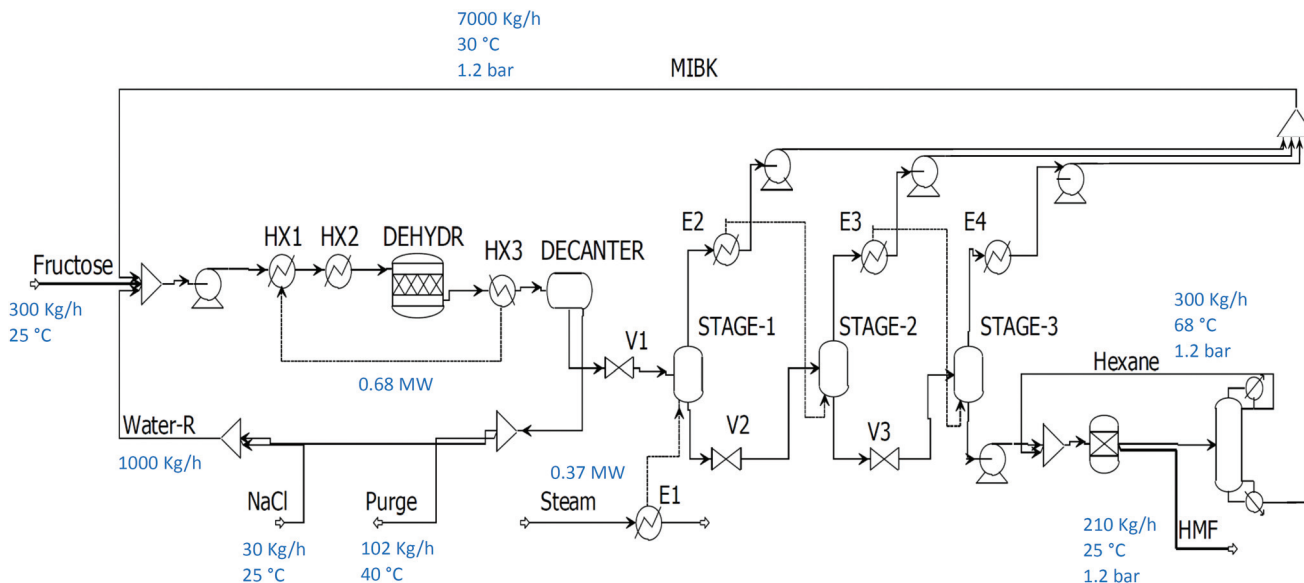 7000 Kg/h
30 °C
1.2 bar
MIBK
Fructose
300 Kg/h
25 °C
HX1
HX2
DEHYDR
HX3
DECANTER
0.68 MW
V1
E2
STAGE-1
E3
STAGE-2
E4
STAGE-3
V2
V3
300 Kg/h
68 °C
1.2 bar
Hexane
Water-R
1000 Kg/h
NaCl
30 Kg/h
25 °C
Purge
102 Kg/h
40 °C
0.37 MW
Steam
E1
210 Kg/h
25 °C
1.2 bar
HMF